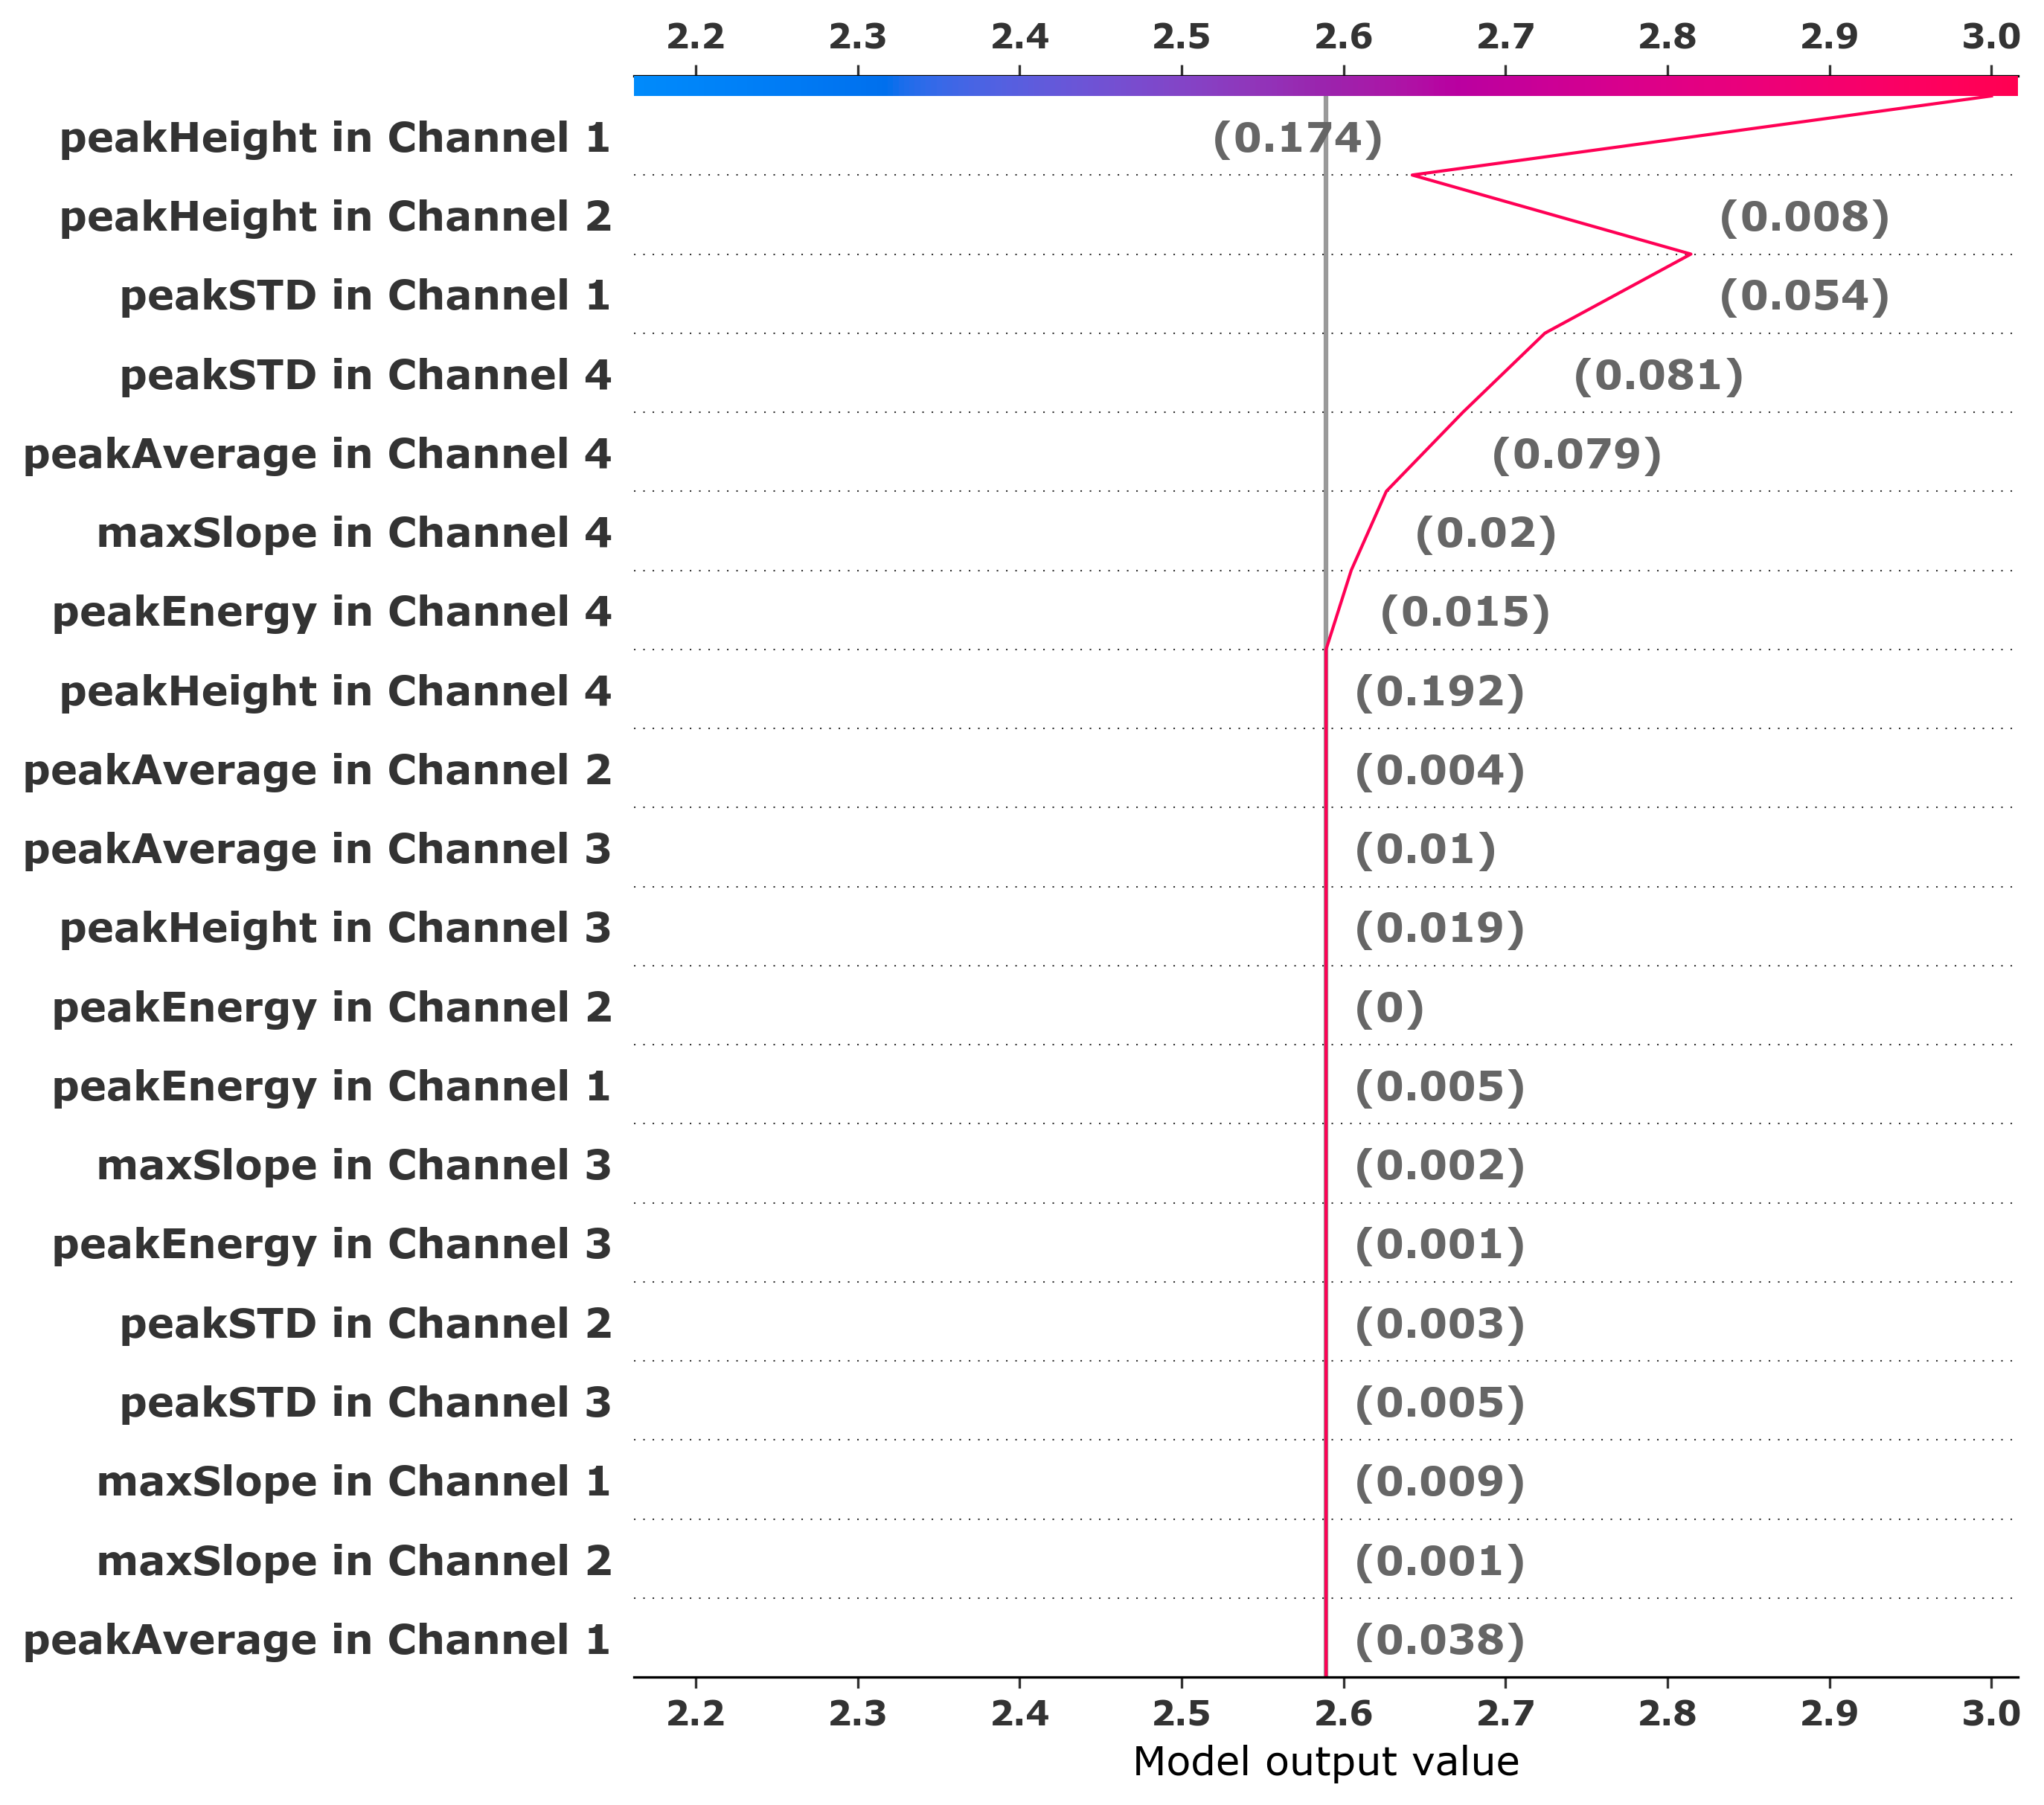 2.2 2.3 2.4 2.5 2.6 2.7 2.8 2.9 3.0
peakHeight in Channel 1 (0.174)
peakHeight in Channel 2 (0.008)
peakSTD in Channel 1 (0.054)
peakSTD in Channel 4 (0.081)
peakAverage in Channel 4 (0.079)
maxSlope in Channel 4 (0.02)
peakEnergy in Channel 4 (0.015)
peakHeight in Channel 4 (0.192)
peakAverage in Channel 2 (0.004)
peakAverage in Channel 3 (0.01)
peakHeight in Channel 3 (0.019)
peakEnergy in Channel 2 (0)
peakEnergy in Channel 1 (0.005)
maxSlope in Channel 3 (0.002)
peakEnergy in Channel 3 (0.001)
peakSTD in Channel 2 (0.003)
peakSTD in Channel 3 (0.005)
maxSlope in Channel 1 (0.009)
maxSlope in Channel 2 (0.001)
peakAverage in Channel 1 (0.038)
2.2 2.3 2.4 2.5 2.6 2.7 2.8 2.9 3.0
Model output value